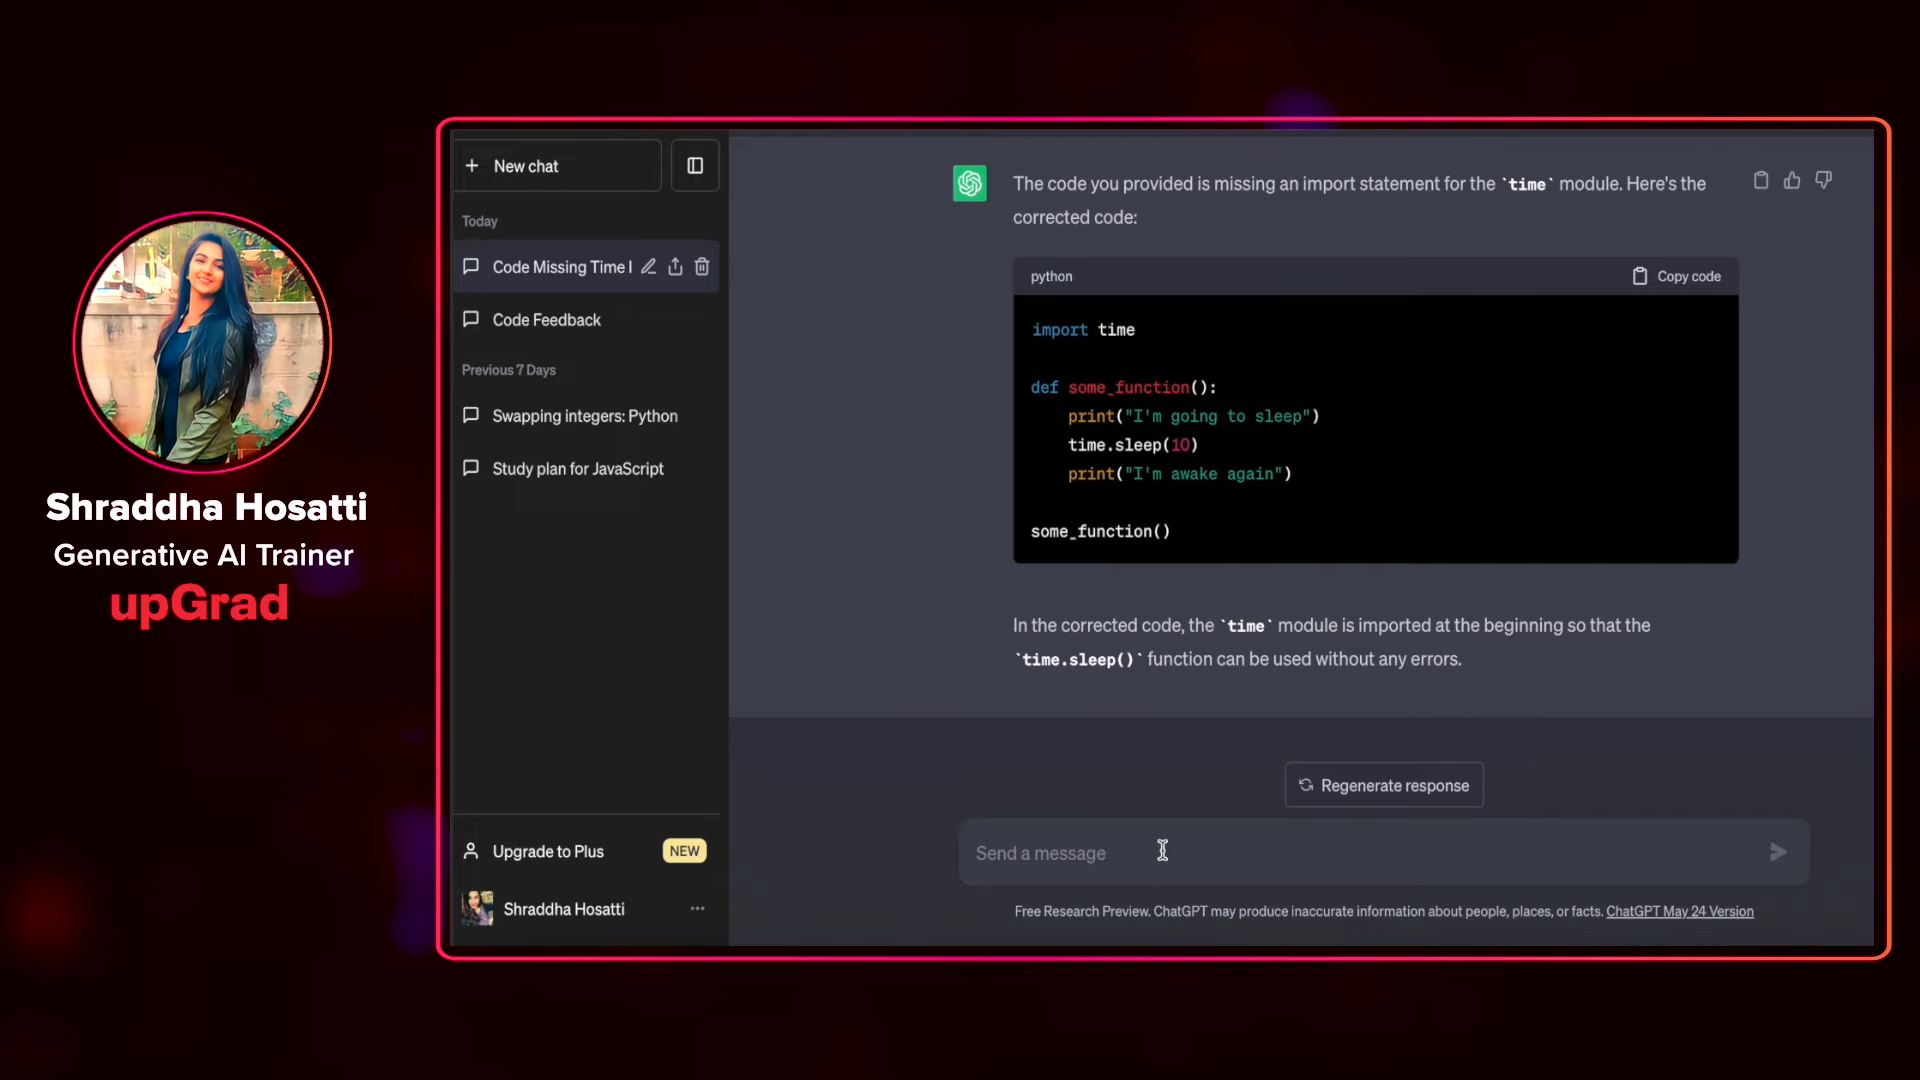 Shraddha Hosatti
Generative AI Trainer
upGrad
New chat
Today
Code Missing Time I
Code Feedback
Previous 7 Days
Swapping integers: Python
Study plan for JavaScript
Upgrade to Plus NEW
Shraddha Hosatti
The code you provided is missing an import statement for the `time` module. Here's the
corrected code:
python Copy code
import time
def some_function():
    print("I'm going to sleep")
    time.sleep(10)
    print("I'm awake again")
some_function()
In the corrected code, the `time` module is imported at the beginning so that the
`time.sleep()` function can be used without any errors.
Regenerate response
Send a message
Free Research Preview. ChatGPT may produce inaccurate information about people, places, or facts. ChatGPT May 24 Version